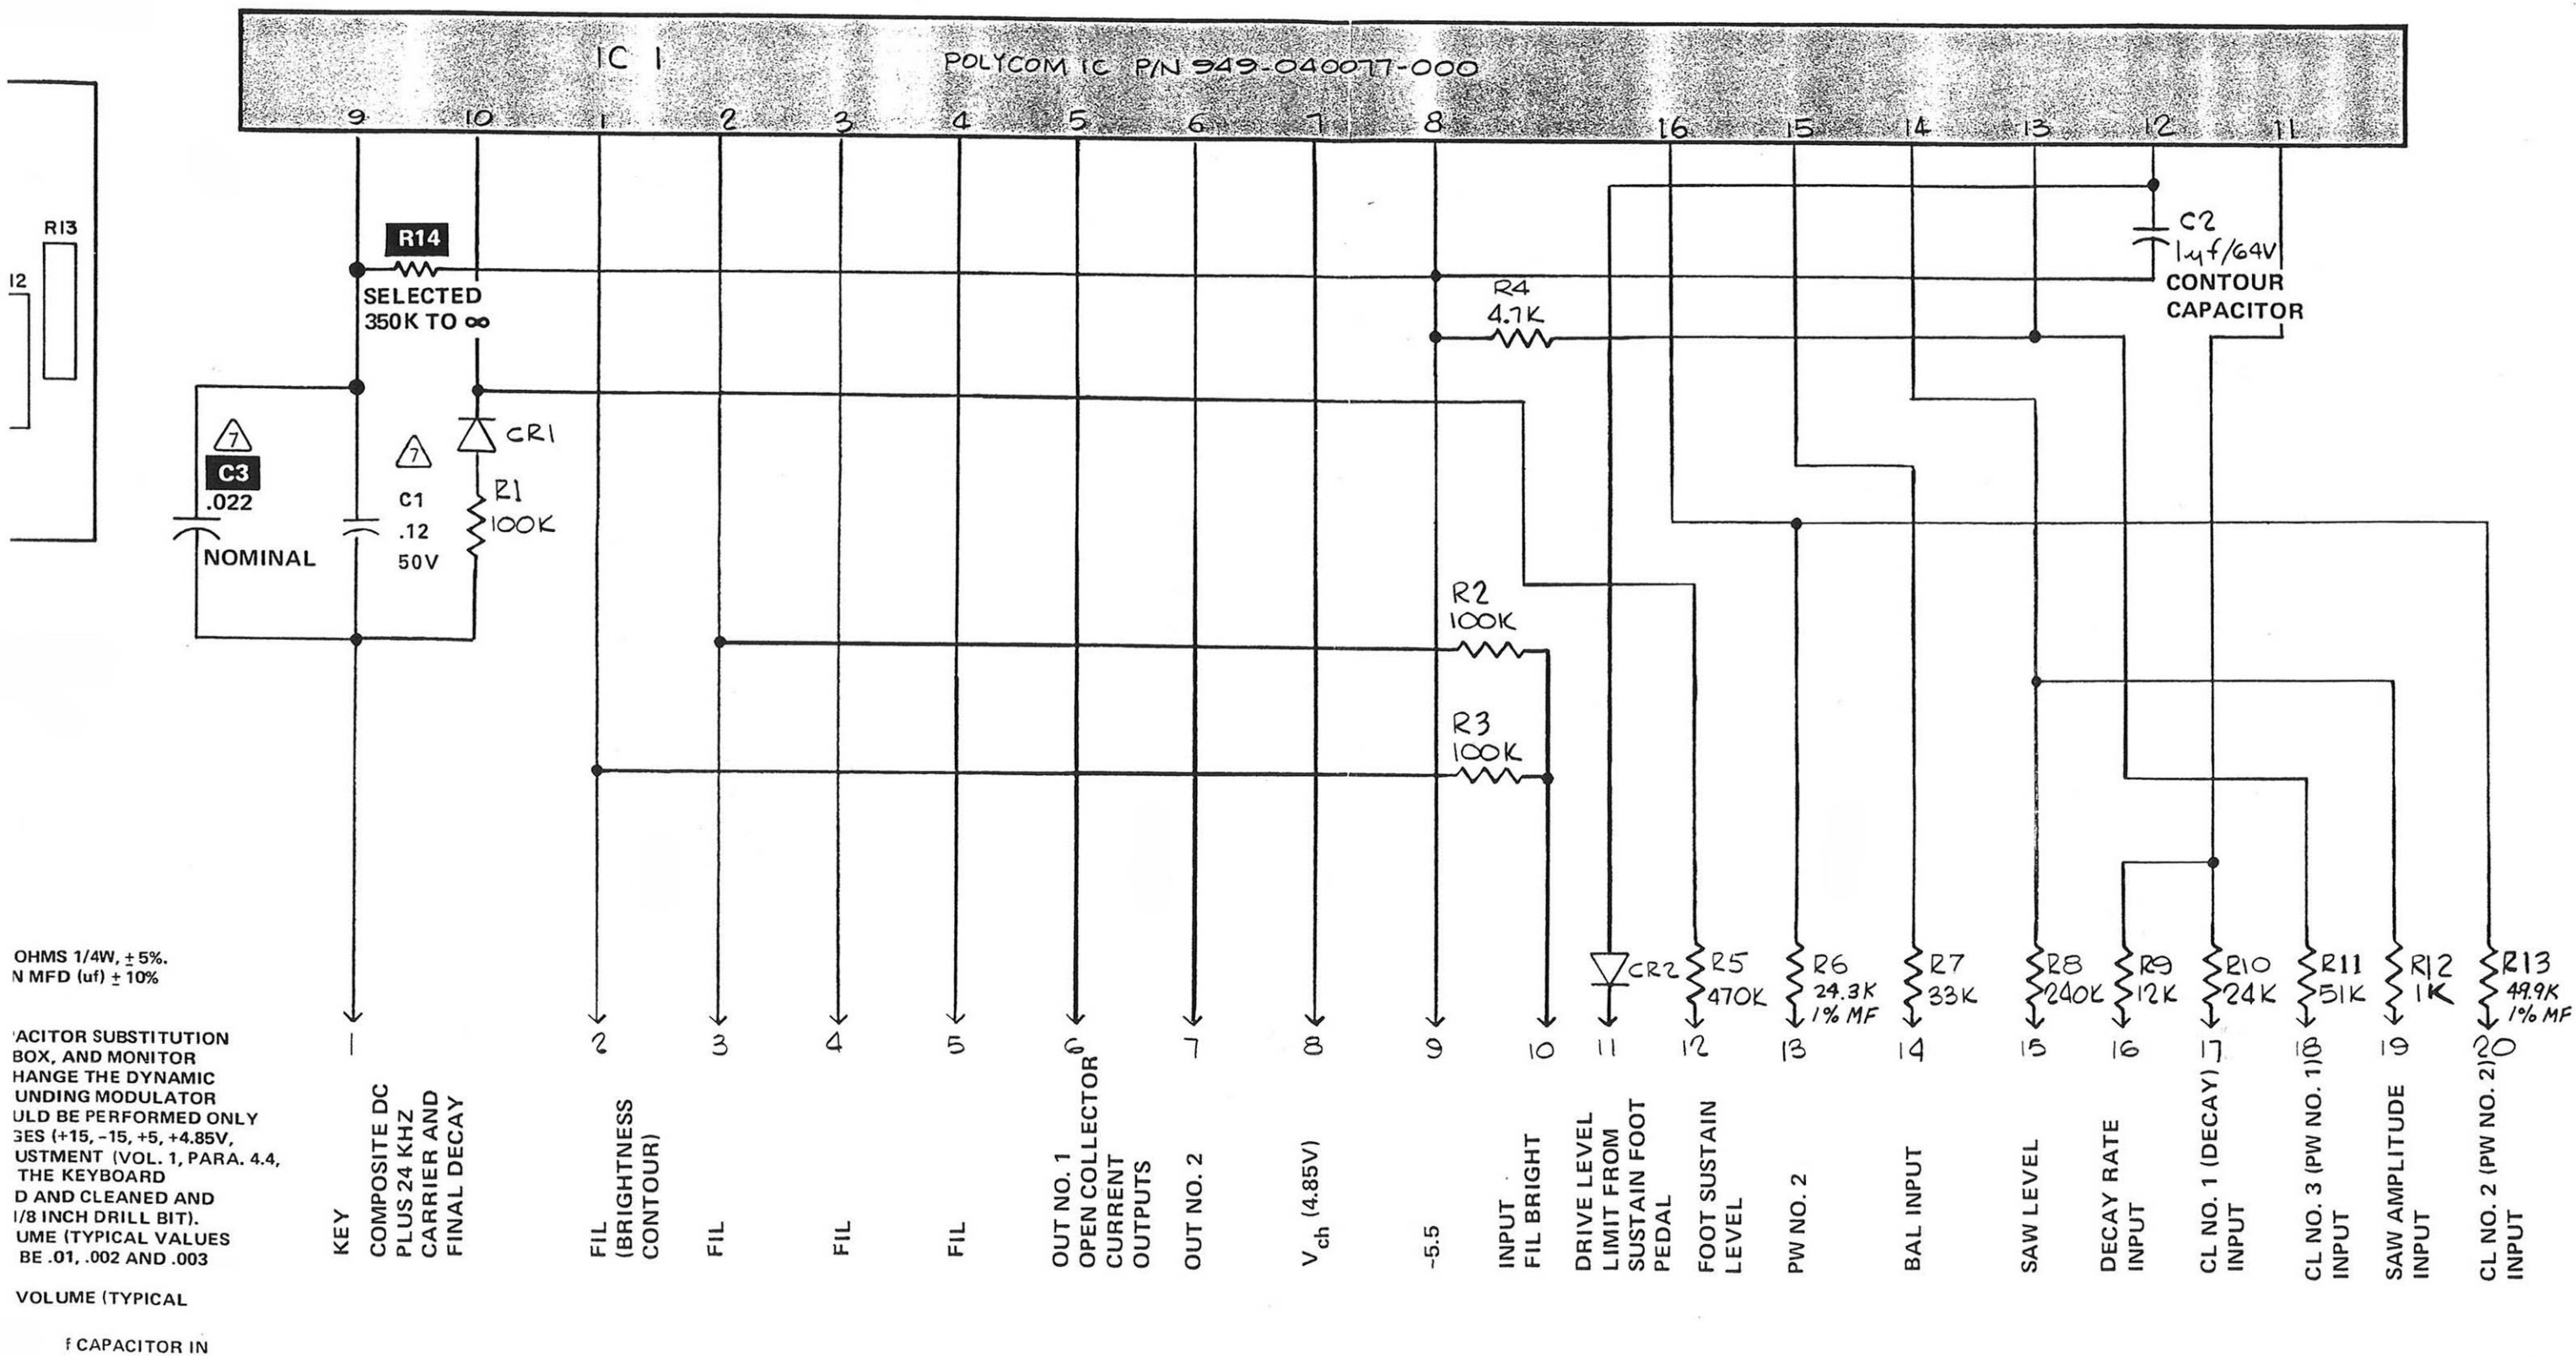 IC 1
POLYCOM IC P/N 949-040077-000
9 10 1 2 3 4 5 6 7 8 16 15 14 13 12 11
R13
12
R14
SELECTED
350K TO ∞
C2
1uf/64V
CONTOUR
CAPACITOR
R4
4.7K
7
C3
.022
NOMINAL
7
C1
.12
50V
CR1
R1
100K
R2
100K
R3
100K
CR2
R5
470K
R6
24.3K
1% MF
R7
33K
R8
240K
R9
12K
R10
24K
R11
51K
R12
1K
R13
49.9K
1% MF
1 2 3 4 5 6 7 8 9 10 11 12 13 14 15 16 17 18 19 20
KEY
COMPOSITE DC
PLUS 24 KHZ
CARRIER AND
FINAL DECAY
FIL
(BRIGHTNESS
CONTOUR)
FIL
FIL
FIL
OUT NO. 1
OPEN COLLECTOR
CURRENT
OUTPUTS
OUT NO. 2
Vch (4.85V)
-5.5
INPUT
FIL BRIGHT
DRIVE LEVEL
LIMIT FROM
SUSTAIN FOOT
PEDAL
FOOT SUSTAIN
LEVEL
PW NO. 2
BAL INPUT
SAW LEVEL
DECAY RATE
INPUT
CL NO. 1 (DECAY)
INPUT
CL NO. 3 (PW NO. 1)
INPUT
SAW AMPLITUDE
INPUT
CL NO. 2 (PW NO. 2)
INPUT
OHMS 1/4W, ± 5%.
N MFD (uf) ± 10%
ACITOR SUBSTITUTION
BOX, AND MONITOR
HANGE THE DYNAMIC
UNDING MODULATOR
ULD BE PERFORMED ONLY
GES (+15, -15, +5, +4.85V,
USTMENT (VOL. 1, PARA. 4.4,
THE KEYBOARD
D AND CLEANED AND
1/8 INCH DRILL BIT).
UME (TYPICAL VALUES
BE .01, .002 AND .003
VOLUME (TYPICAL
f CAPACITOR IN